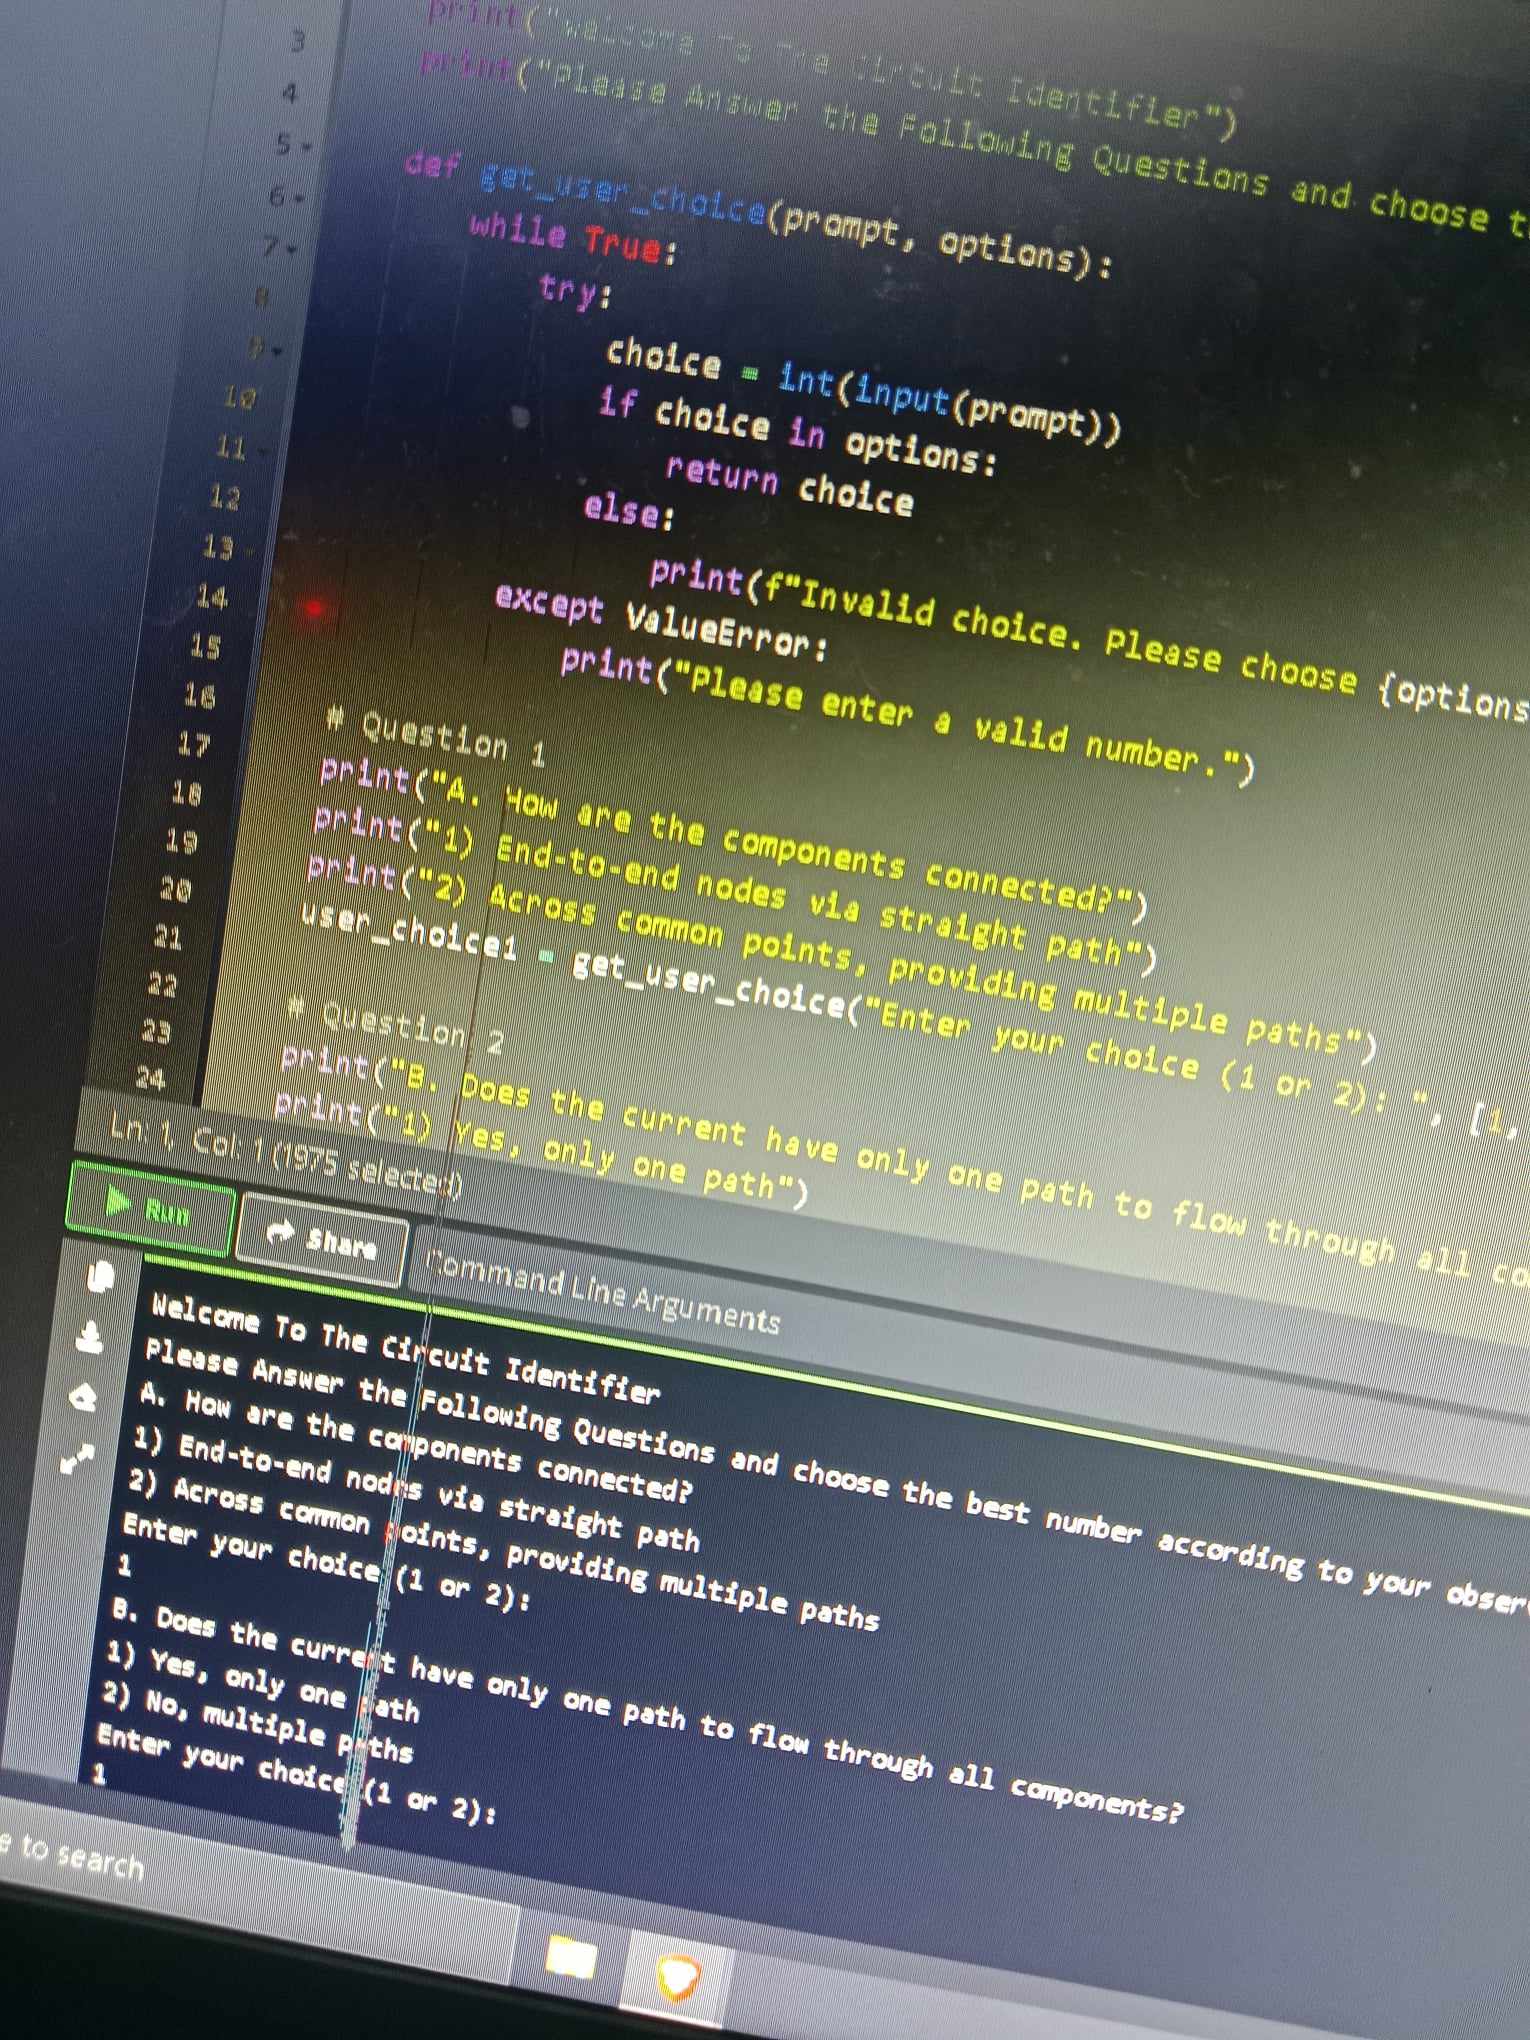 3
print("Welcome To The Circuit Identifier")
4
print("Please Answer the Following Questions and choose
5
6
def get_user_choice(prompt, options):
7
while True:
8
try:
9
choice = int(input(prompt))
10
if choice in options:
11
return choice
12
else:
13
print(f"Invalid choice. Please choose {options
14
except ValueError:
15
print("Please enter a valid number.")
16
# Question 1
17
print("A. How are the components connected?")
18
print("1) End-to-end nodes via straight path")
19
print("2) Across common points, providing multiple paths")
20
user_choice1 = get_user_choice("Enter your choice (1 or 2): ", [1,
21
22
# Question 2
23
print("B. Does the current have only one path to flow through all
24
print("1) Yes, only one path")
Ln: 1, Col: 1 (1975 selected)
Run
Share
Command Line Arguments
Welcome To The Circuit Identifier
Please Answer the Following Questions and choose the best number according to your
A. How are the components connected?
1) End-to-end nodes via straight path
2) Across common points, providing multiple paths
Enter your choice (1 or 2):
1
B. Does the current have only one path to flow through all components?
1) Yes, only one path
2) No, multiple paths
Enter your choice (1 or 2):
1
to search